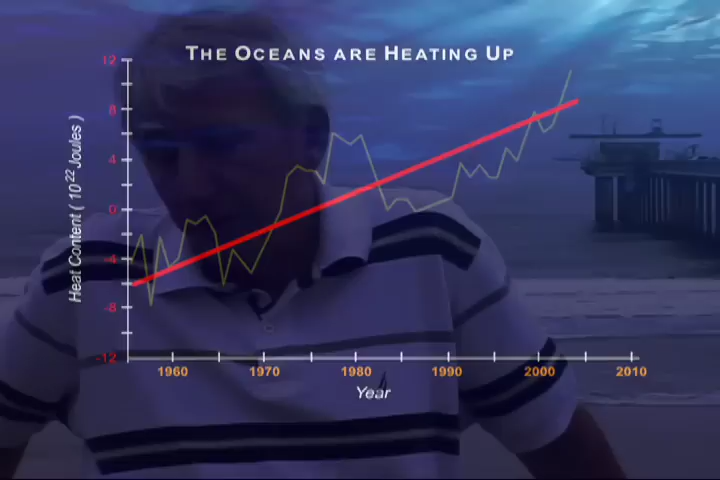 THE OCEANS ARE HEATING UP
12
8
4
0
-4
-8
-12
Heat Content ( 10²² Joules )
1960 1970 1980 1990 2000 2010
Year